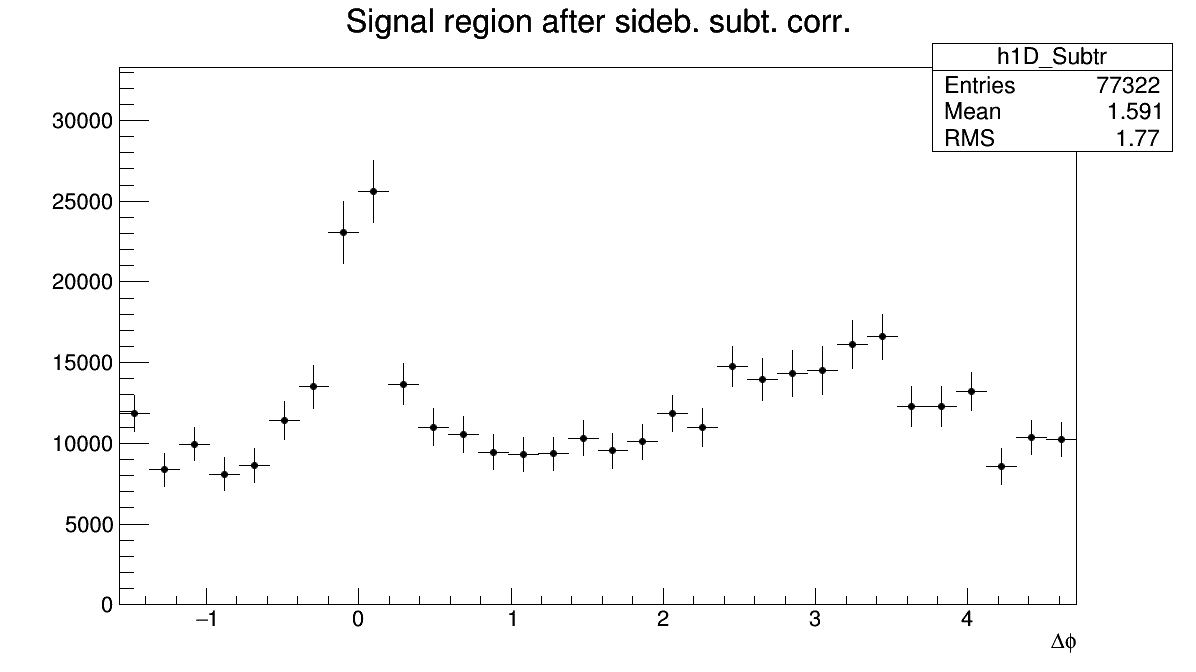 Signal region after sideb. subt. corr.
h1D_Subtr
Entries 77322
Mean 1.591
RMS 1.77
30000
25000
20000
15000
10000
5000
0
−1 0 1 2 3 4
Δϕ